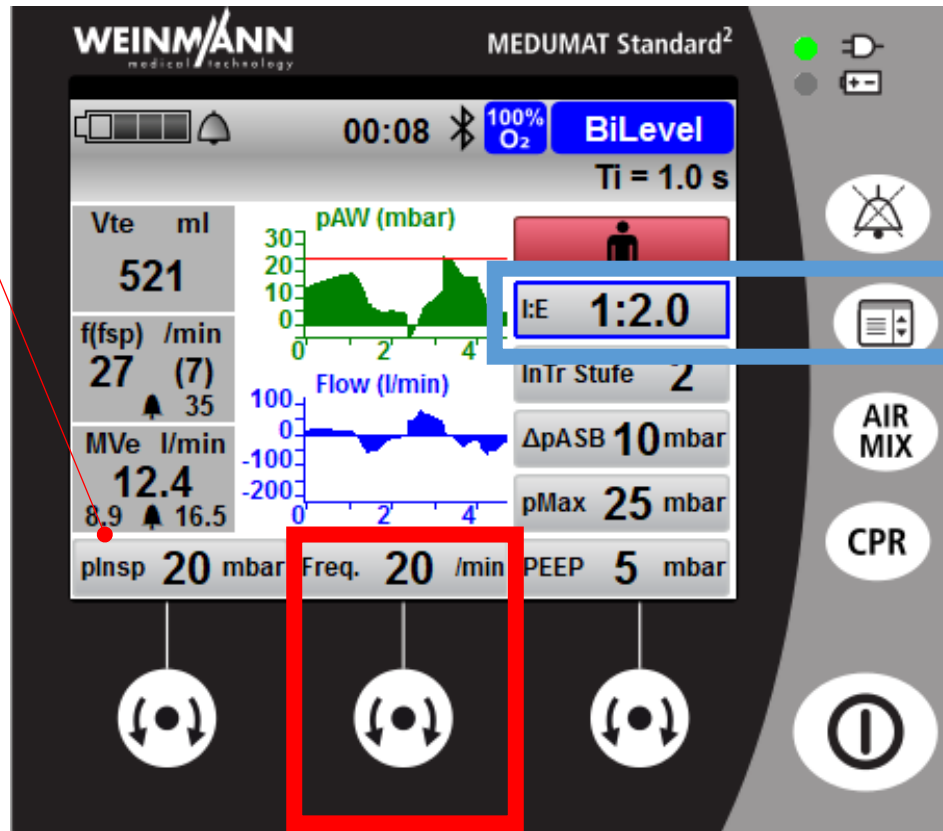 WEINMANN
medical technology
MEDUMAT Standard²
00:08
100%
O₂
BiLevel
Ti = 1.0 s
Vte ml
521
f(fsp) /min
27 (7)
35
MVe l/min
12.4
8.9 16.5
pAW (mbar)
30
20
10
0
0 2 4
Flow (l/min)
100
0
-100
-200
0 2 4
I:E 1:2.0
InTr Stufe 2
ΔpASB 10 mbar
pMax 25 mbar
pInsp 20 mbar
Freq. 20 /min
PEEP 5 mbar
AIR
MIX
CPR